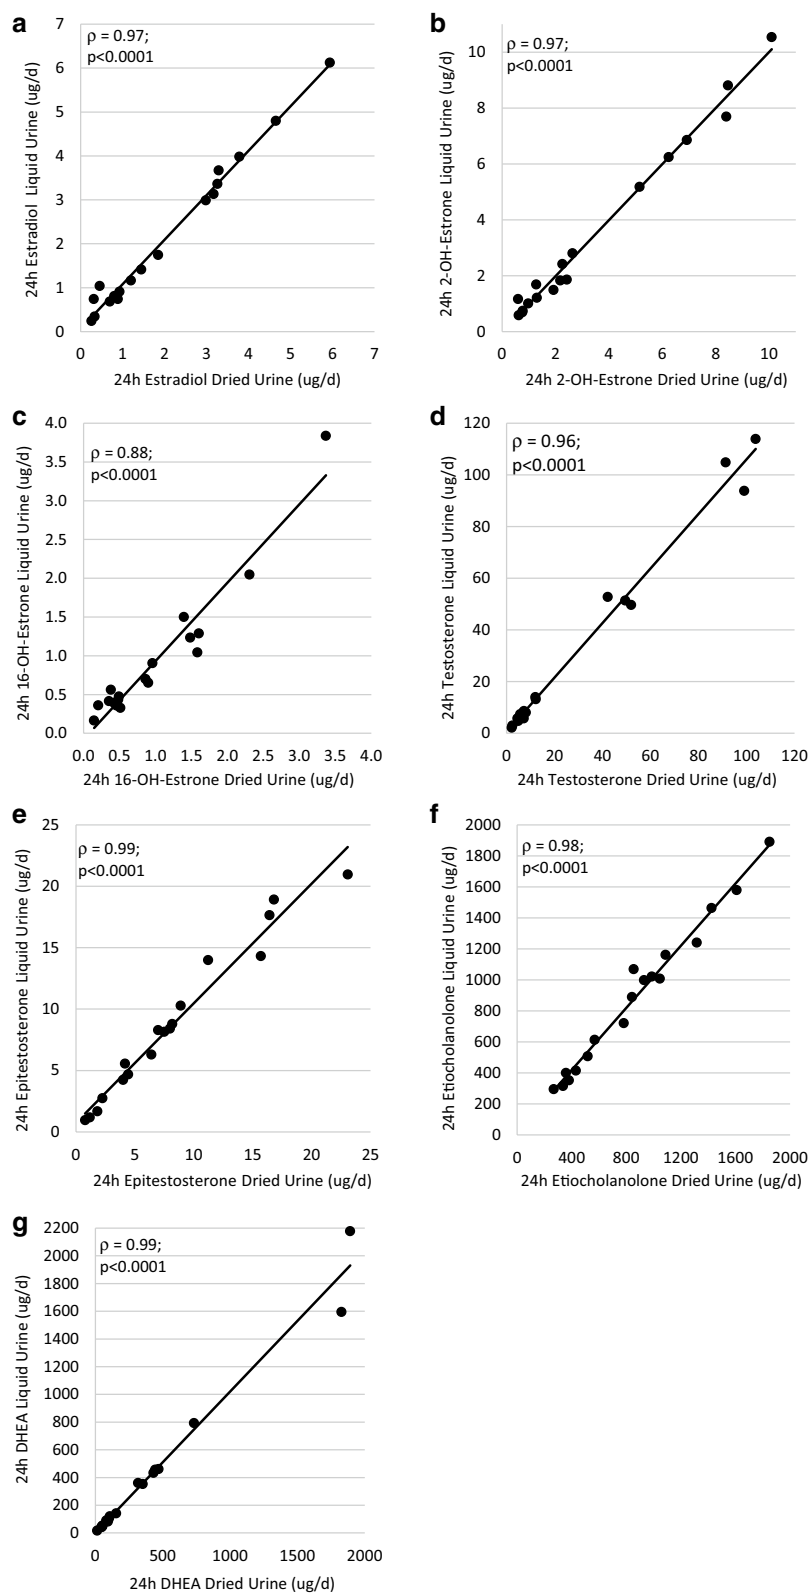 a
ρ = 0.97;
p<0.0001
24h Estradiol Liquid Urine (ug/d)
7
6
5
4
3
2
1
0
0 1 2 3 4 5 6 7
24h Estradiol Dried Urine (ug/d)
b
ρ = 0.97;
p<0.0001
24h 2-OH-Estrone Liquid Urine (ug/d)
10
8
6
4
2
0
0 2 4 6 8 10
24h 2-OH-Estrone Dried Urine (ug/d)
c
ρ = 0.88;
p<0.0001
24h 16-OH-Estrone Liquid Urine (ug/d)
4.0
3.5
3.0
2.5
2.0
1.5
1.0
0.5
0.0
0.0 0.5 1.0 1.5 2.0 2.5 3.0 3.5 4.0
24h 16-OH-Estrone Dried Urine (ug/d)
d
ρ = 0.96;
p<0.0001
24h Testosterone Liquid Urine (ug/d)
120
100
80
60
40
20
0
0 20 40 60 80 100 120
24h Testosterone Dried Urine (ug/d)
e
ρ = 0.99;
p<0.0001
24h Epitestosterone Liquid Urine (ug/d)
25
20
15
10
5
0
0 5 10 15 20 25
24h Epitestosterone Dried Urine (ug/d)
f
ρ = 0.98;
p<0.0001
24h Etiocholanolone Liquid Urine (ug/d)
2000
1800
1600
1400
1200
1000
800
600
400
200
0
0 400 800 1200 1600 2000
24h Etiocholanolone Dried Urine (ug/d)
g
ρ = 0.99;
p<0.0001
24h DHEA Liquid Urine (ug/d)
2200
2000
1800
1600
1400
1200
1000
800
600
400
200
0
0 500 1000 1500 2000
24h DHEA Dried Urine (ug/d)